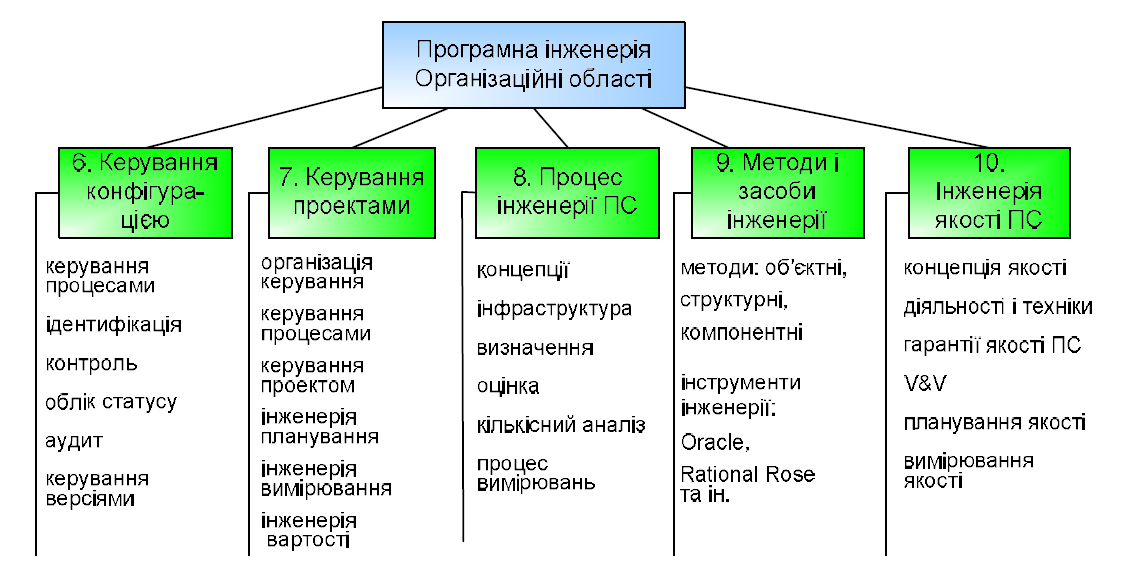 Програмна інженерія
Організаційні області
6. Керування
конфігура-
цією
керування
процесами
ідентифікація
контроль
облік статусу
аудит
керування
версіями
7. Керування
проектами
організація
керування
керування
процесами
керування
проектом
інженерія
планування
інженерія
вимірювання
інженерія
вартості
8. Процес
інженерії ПС
концепції
інфраструктура
визначення
оцінка
кількісний аналіз
процес
вимірювань
9. Методи і
засоби
інженерії
методи: об'єктні,
структурні,
компонентні
інструменти
інженерії:
Oracle,
Rational Rose
та ін.
10.
Інженерія
якості ПС
концепція якості
діяльності і техніки
гарантії якості ПС
V&V
планування якості
вимірювання
якості